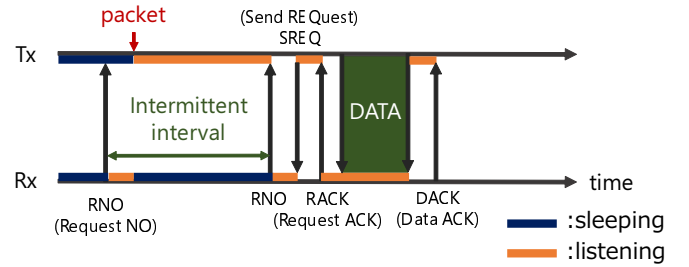 (Send REQuest)
packet
SREQ
Tx
Intermittent
interval
DATA
Rx
time
RNO
(Request NO)
RNO
RACK
(Request ACK)
DACK
(Data ACK)
:sleeping
:listening